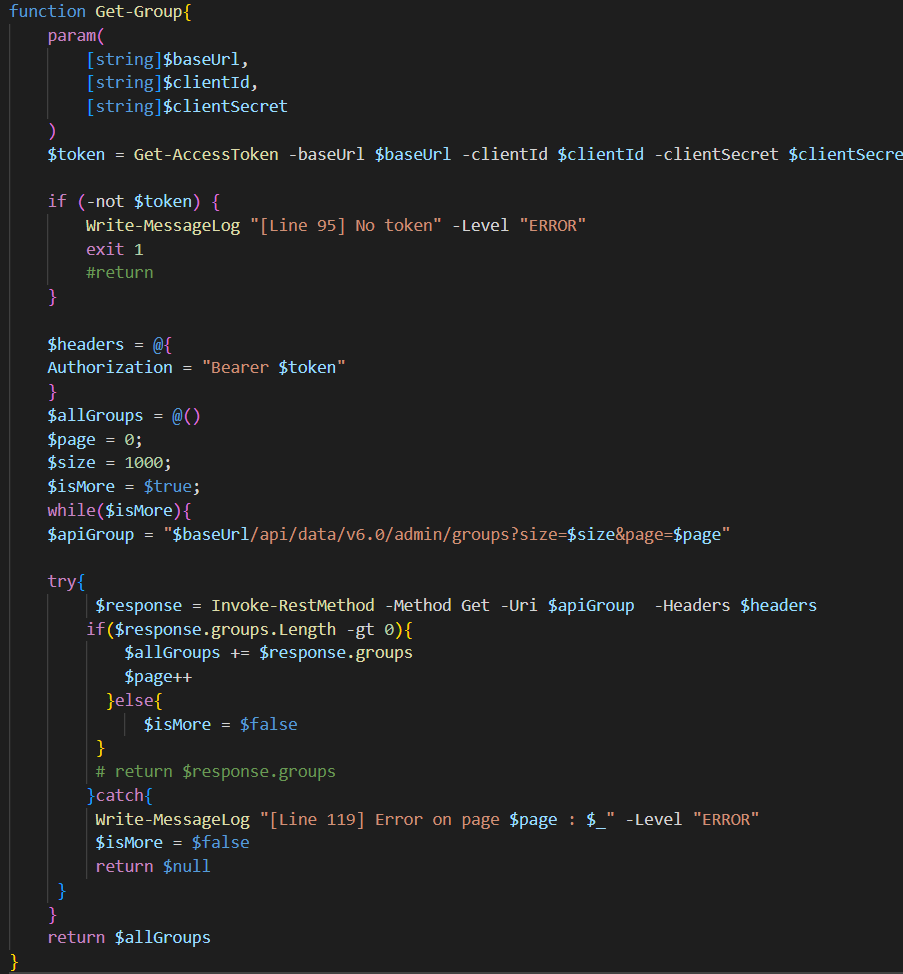 function Get-Group{
param(
[string]$baseUrl,
[string]$clientId,
[string]$clientSecret
)
$token = Get-AccessToken -baseUrl $baseUrl -clientId $clientId -clientSecret $clientSecre
if (-not $token) {
Write-MessageLog "[Line 95] No token" -Level "ERROR"
exit 1
#return
}
$headers = @{
Authorization = "Bearer $token"
}
$allGroups = @()
$page = 0;
$size = 1000;
$isMore = $true;
while($isMore){
$apiGroup = "$baseUrl/api/data/v6.0/admin/groups?size=$size&page=$page"
try{
$response = Invoke-RestMethod -Method Get -Uri $apiGroup  -Headers $headers
if($response.groups.Length -gt 0){
$allGroups += $response.groups
$page++
}else{
$isMore = $false
}
# return $response.groups
}catch{
Write-MessageLog "[Line 119] Error on page $page : $_" -Level "ERROR"
$isMore = $false
return $null
}
}
return $allGroups
}